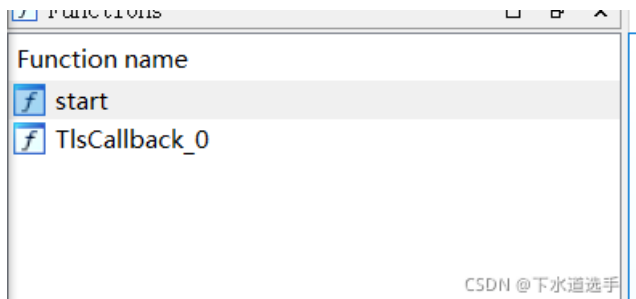 Functions
Function name
f start
f TlsCallback_0
CSDN @下水道选手